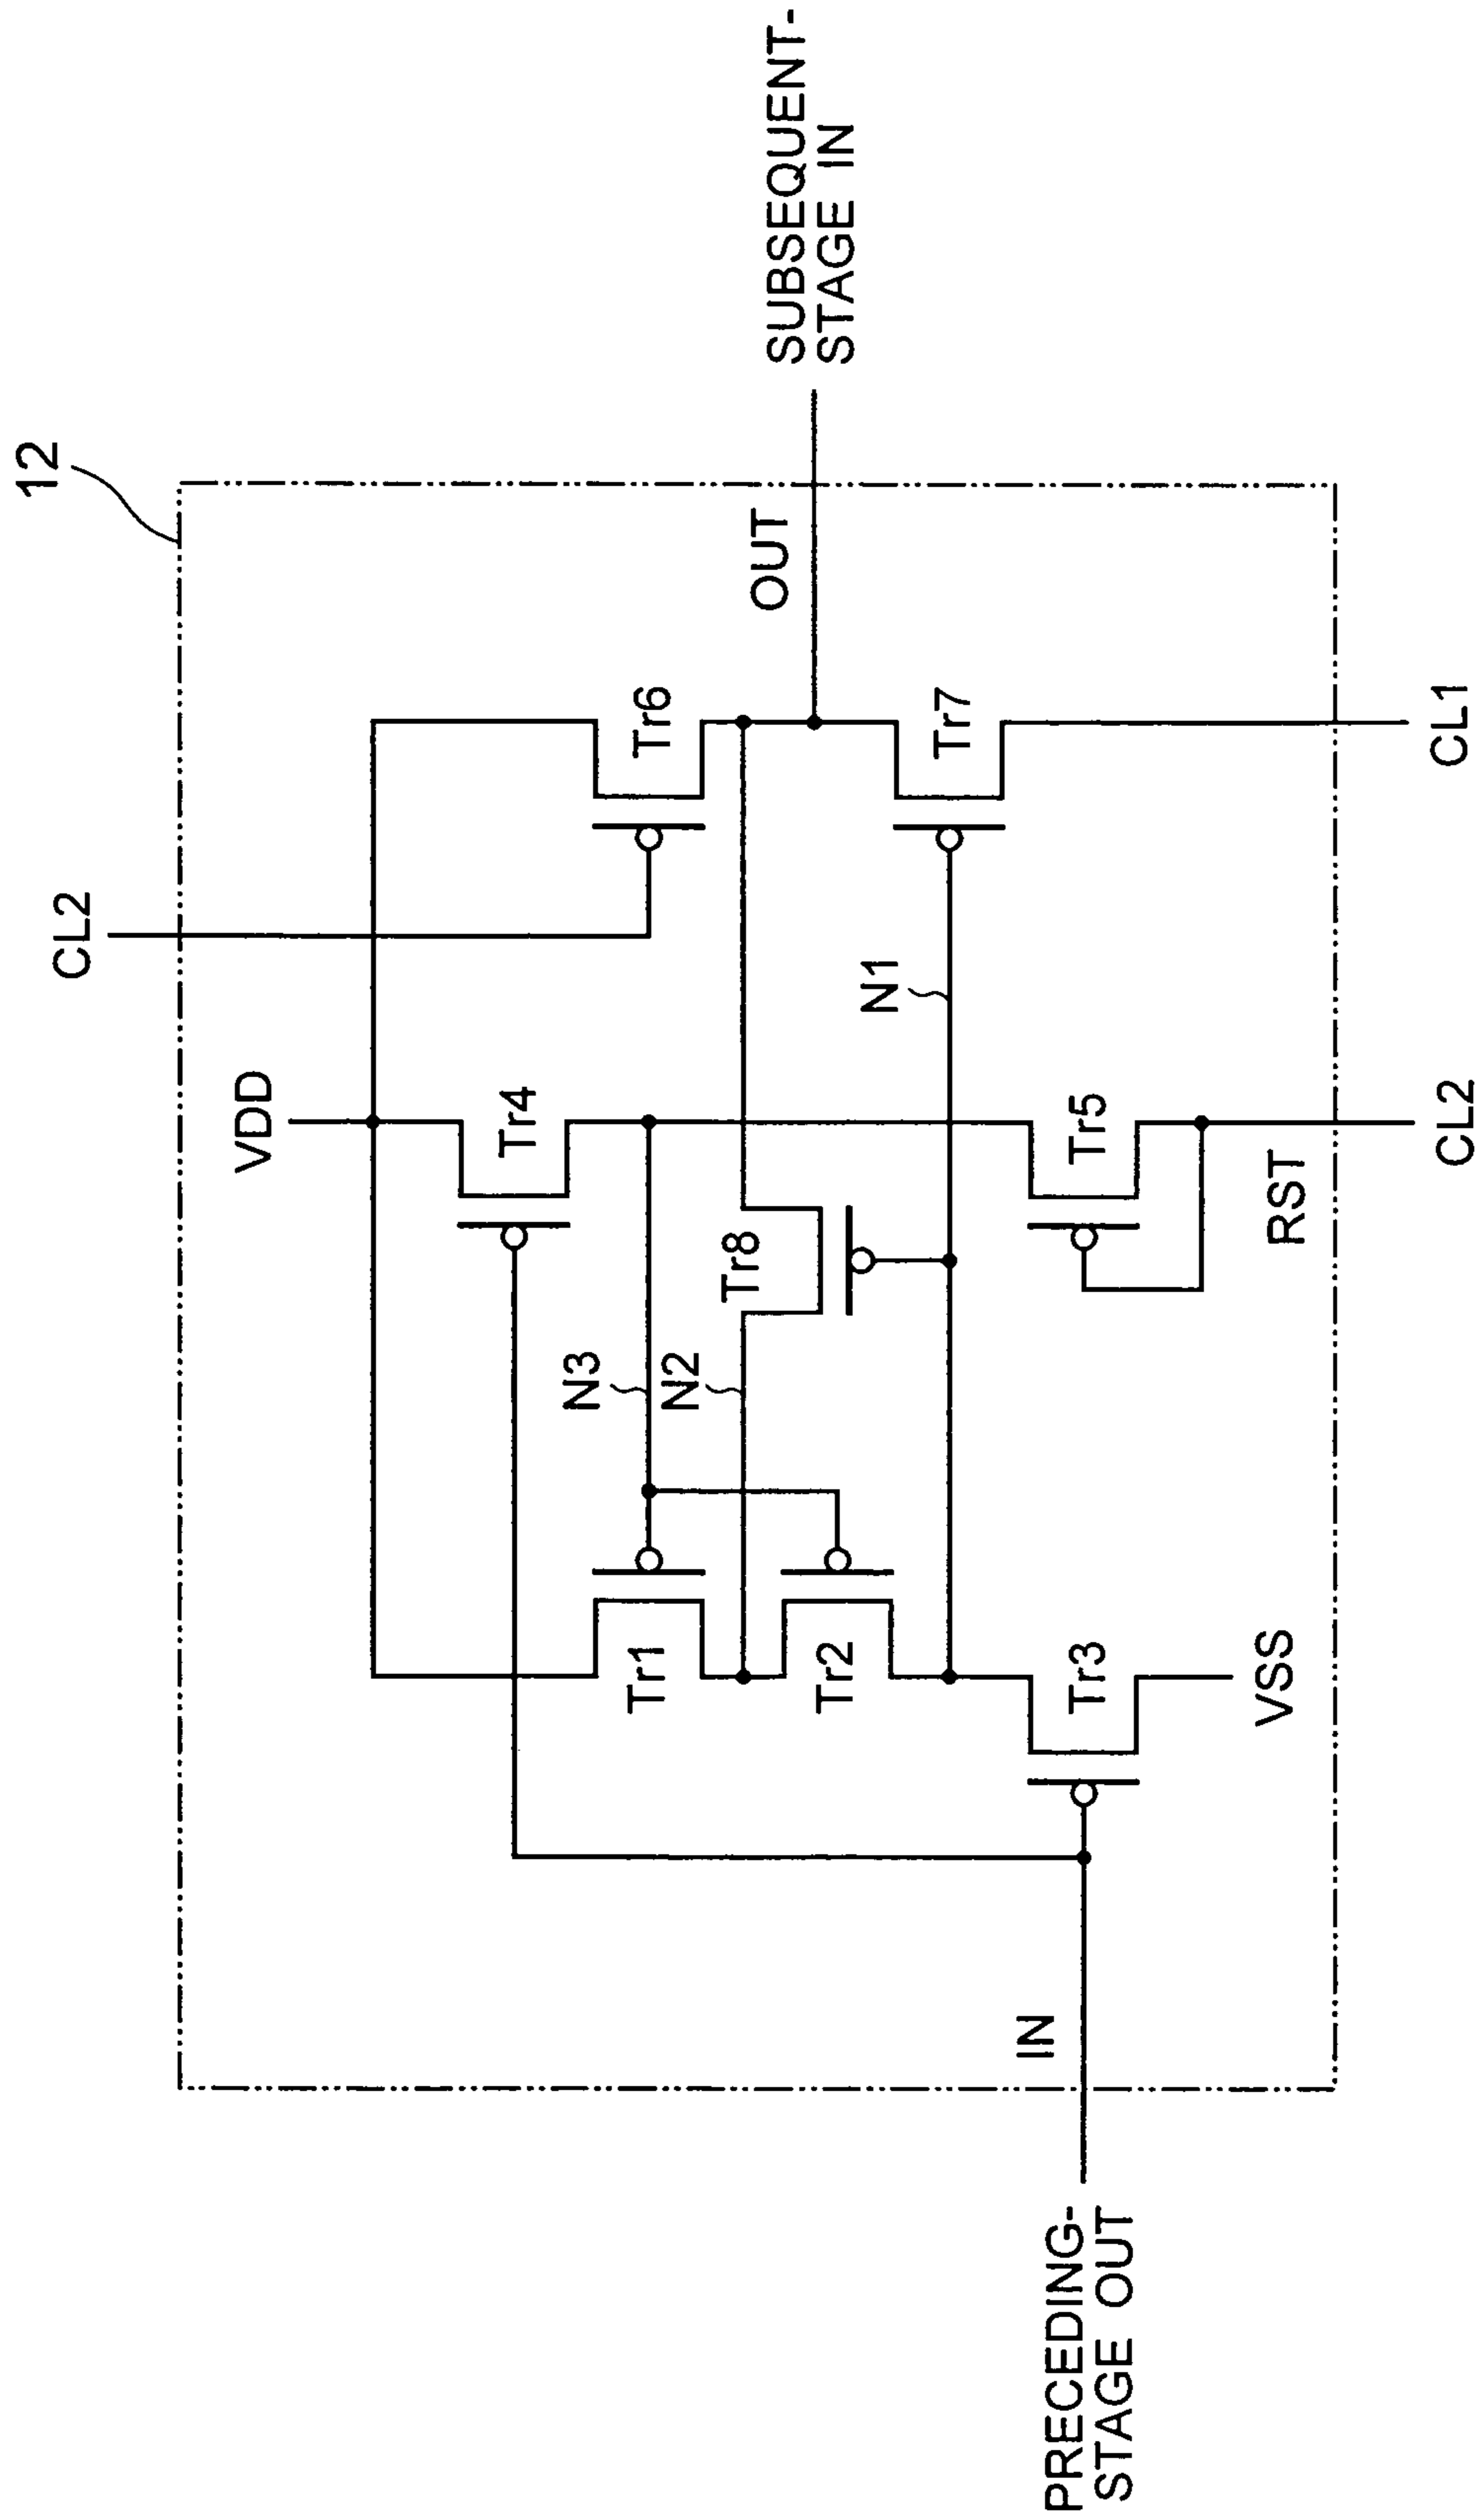 12
CL2
VDD
Tr4
Tr6
N3
N2
Tr8
Tr1
Tr2
OUT
SUBSEQUENT-
STAGE IN
N1
Tr7
Tr3
Tr5
IN
PRECEDING-
STAGE OUT
VSS
RST
CL2
CL1